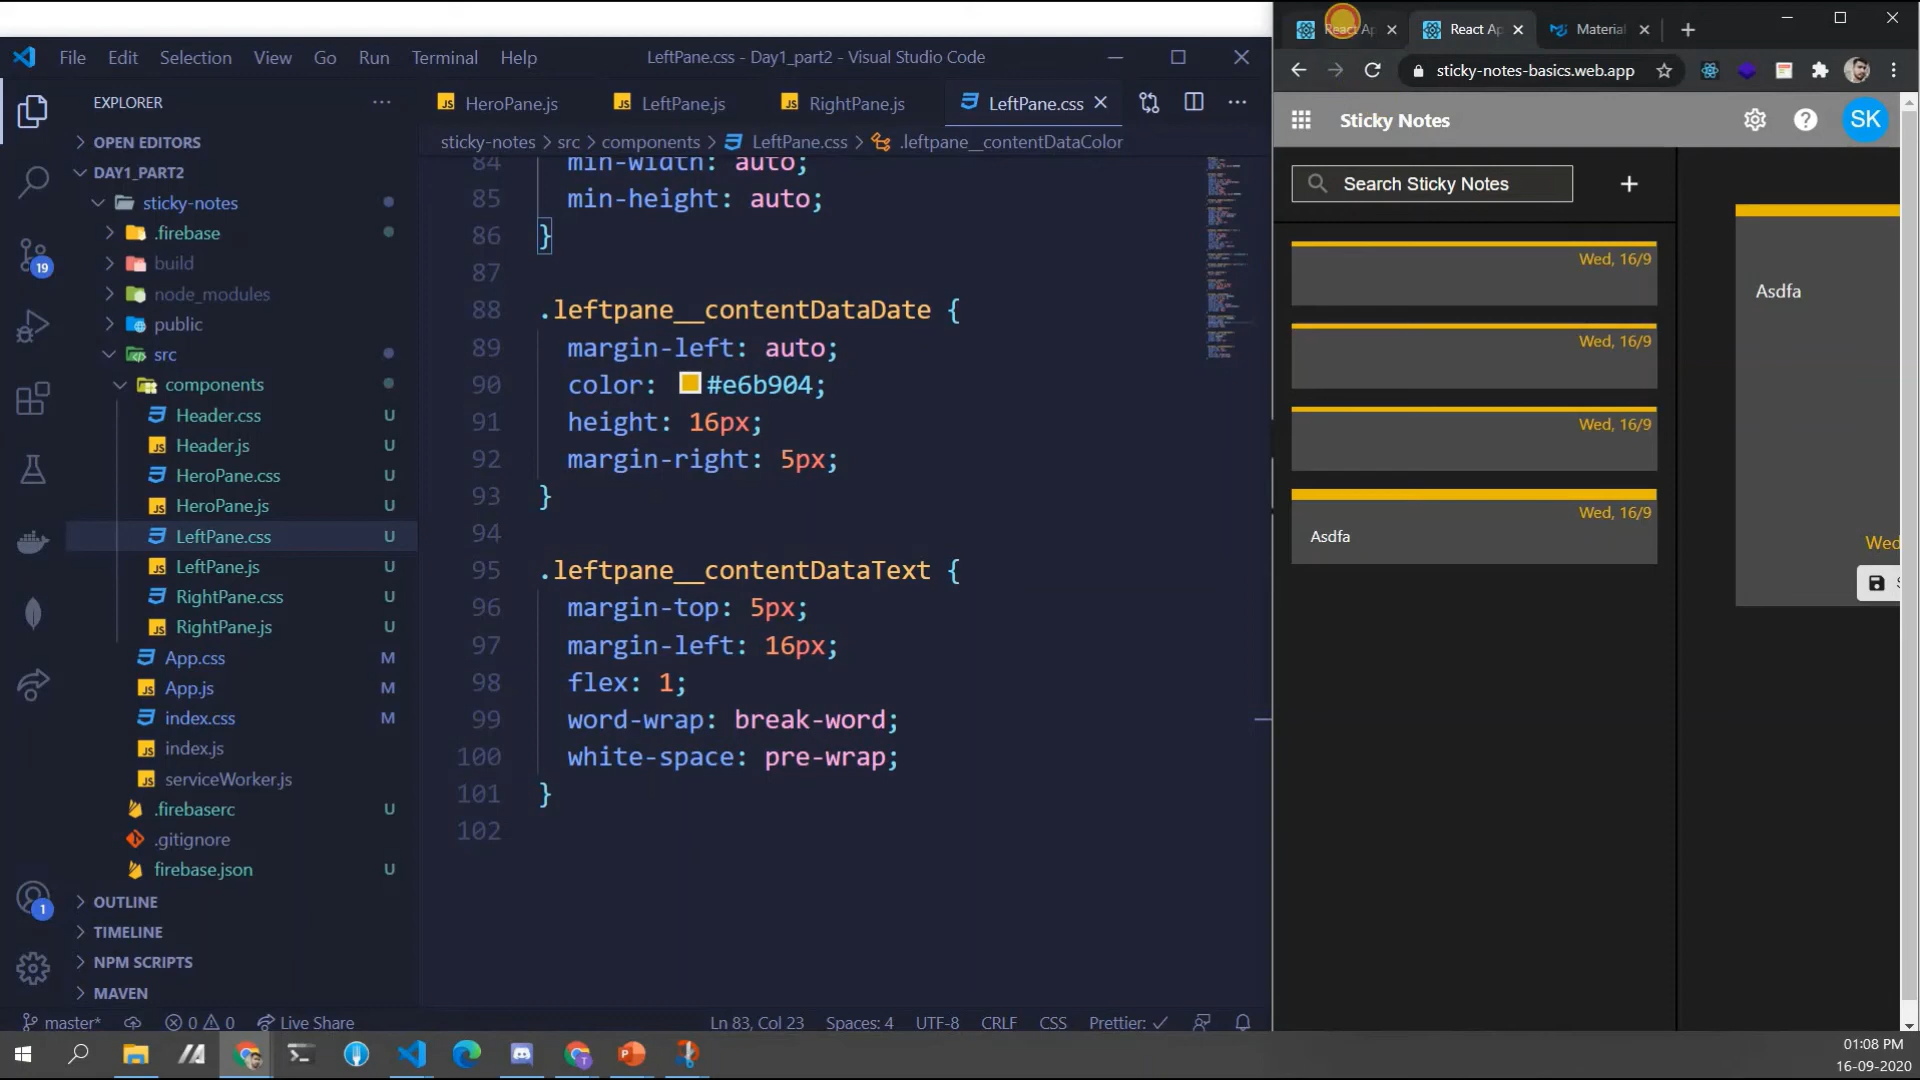 File Edit Selection View Go Run Terminal Help
LeftPane.css - Day1_part2 - Visual Studio Code
EXPLORER
OPEN EDITORS
DAY1_PART2
sticky-notes
.firebase
build
node_modules
public
src
components
Header.css U
Header.js U
HeroPane.css U
HeroPane.js U
LeftPane.css U
LeftPane.js U
RightPane.css U
RightPane.js U
App.css M
App.js M
index.css M
index.js
serviceWorker.js
.firebaserc U
.gitignore
firebase.json U
OUTLINE
TIMELINE
NPM SCRIPTS
MAVEN
19
1
HeroPane.js LeftPane.js RightPane.js LeftPane.css
sticky-notes > src > components > LeftPane.css > .leftpane__contentDataColor
84 min-width: auto;
85 min-height: auto;
86 }
87
88 .leftpane__contentDataDate {
89 margin-left: auto;
90 color: #e6b904;
91 height: 16px;
92 margin-right: 5px;
93 }
94
95 .leftpane__contentDataText {
96 margin-top: 5px;
97 margin-left: 16px;
98 flex: 1;
99 word-wrap: break-word;
100 white-space: pre-wrap;
101 }
102
master* 0 0 Live Share
Ln 83, Col 23 Spaces: 4 UTF-8 CRLF CSS Prettier: ✓
React Ap React Ap Material
sticky-notes-basics.web.app
Sticky Notes
SK
Search Sticky Notes
Wed, 16/9
Wed, 16/9
Wed, 16/9
Wed, 16/9
Asdfa
Asdfa
Wed
01:08 PM
16-09-2020